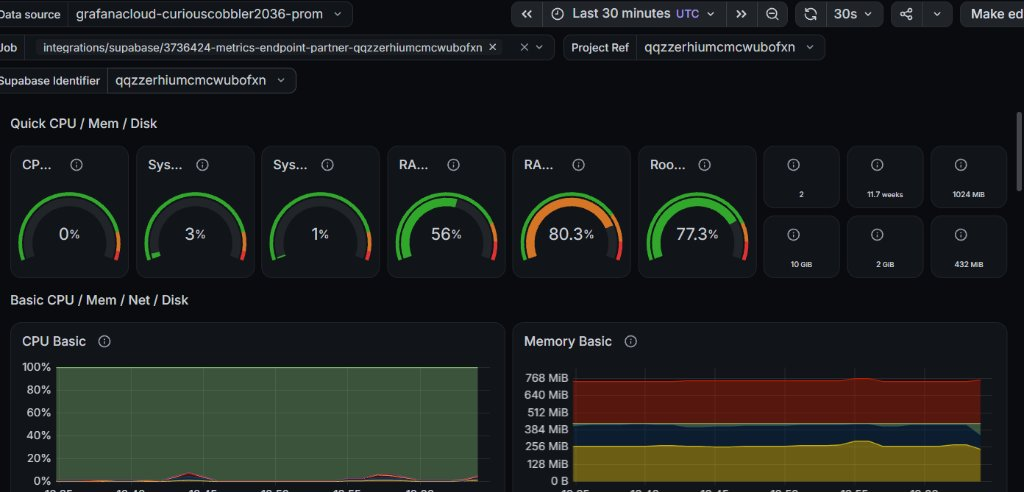 Data source grafanacloud-curiouscobbler2036-prom Last 30 minutes UTC 30s Make ed
Job integrations/supabase/3736424-metrics-endpoint-partner-qqzzerhiumcmcwubofxn Project Ref qqzzerhiumcmcwubofxn
Supabase Identifier qqzzerhiumcmcwubofxn
Quick CPU / Mem / Disk
CP... Sys... Sys... RA... RA... Roo...
0% 3% 1% 56% 80.3% 77.3%
2 11.7 weeks 1024 MiB
10 GiB 2 GiB 432 MiB
Basic CPU / Mem / Net / Disk
CPU Basic
100%
80%
60%
40%
20%
0%
Memory Basic
768 MiB
640 MiB
512 MiB
384 MiB
256 MiB
128 MiB
0 B